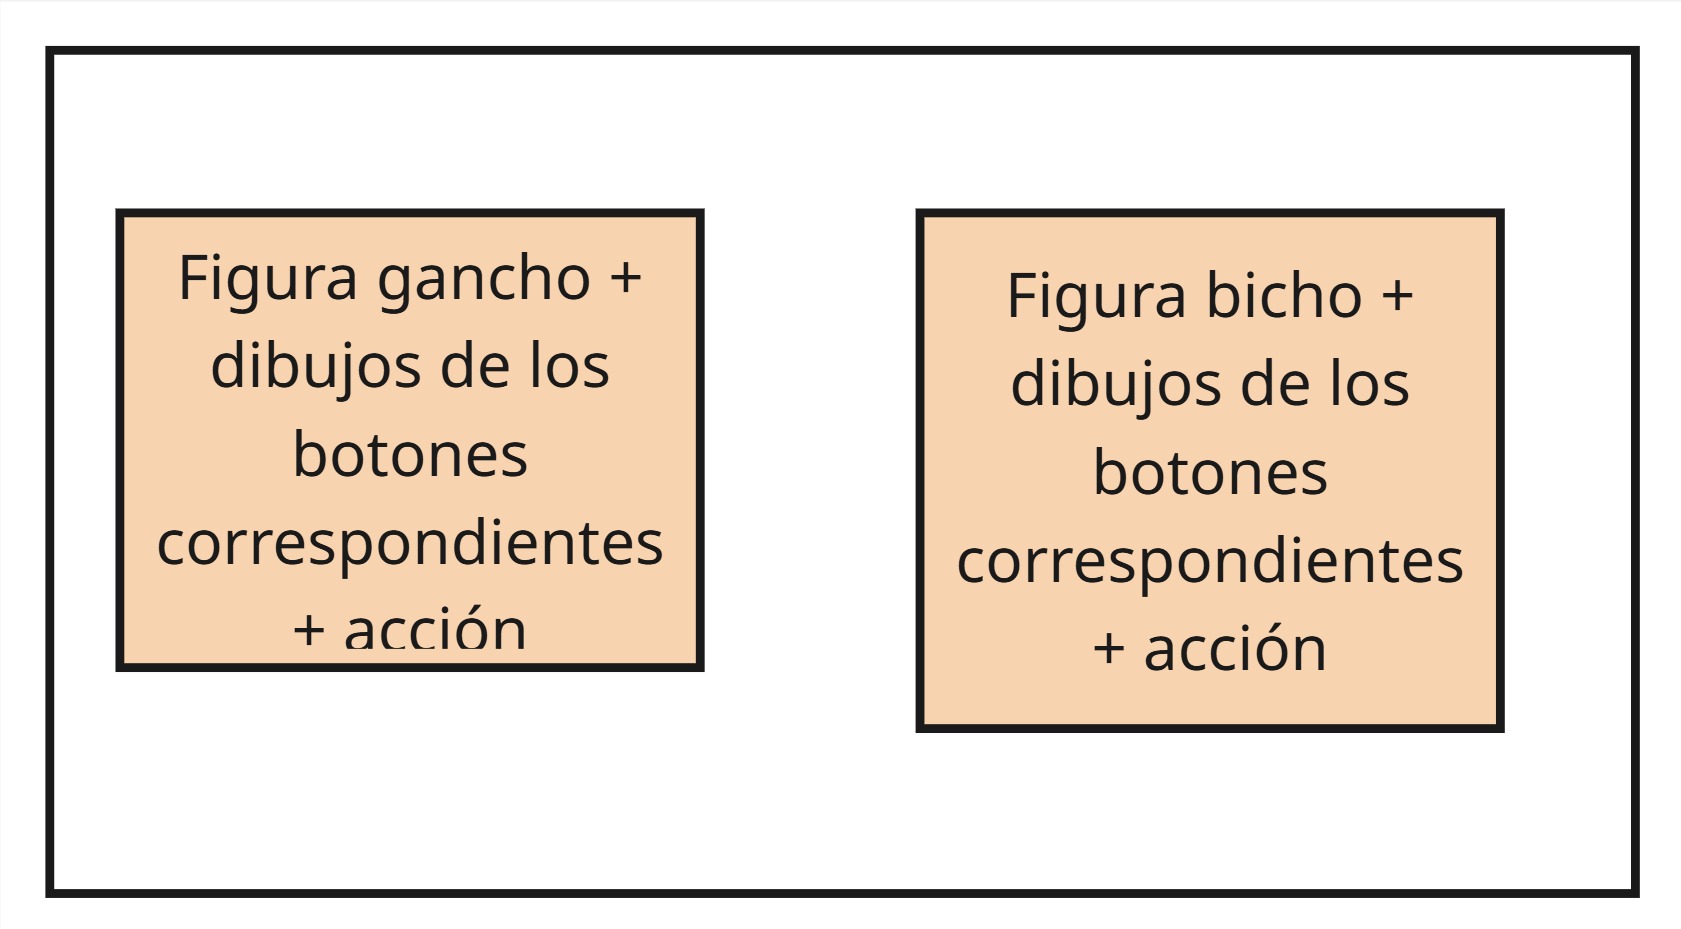 Figura gancho +
dibujos de los
botones
correspondientes
+ acción
Figura bicho +
dibujos de los
botones
correspondientes
+ acción